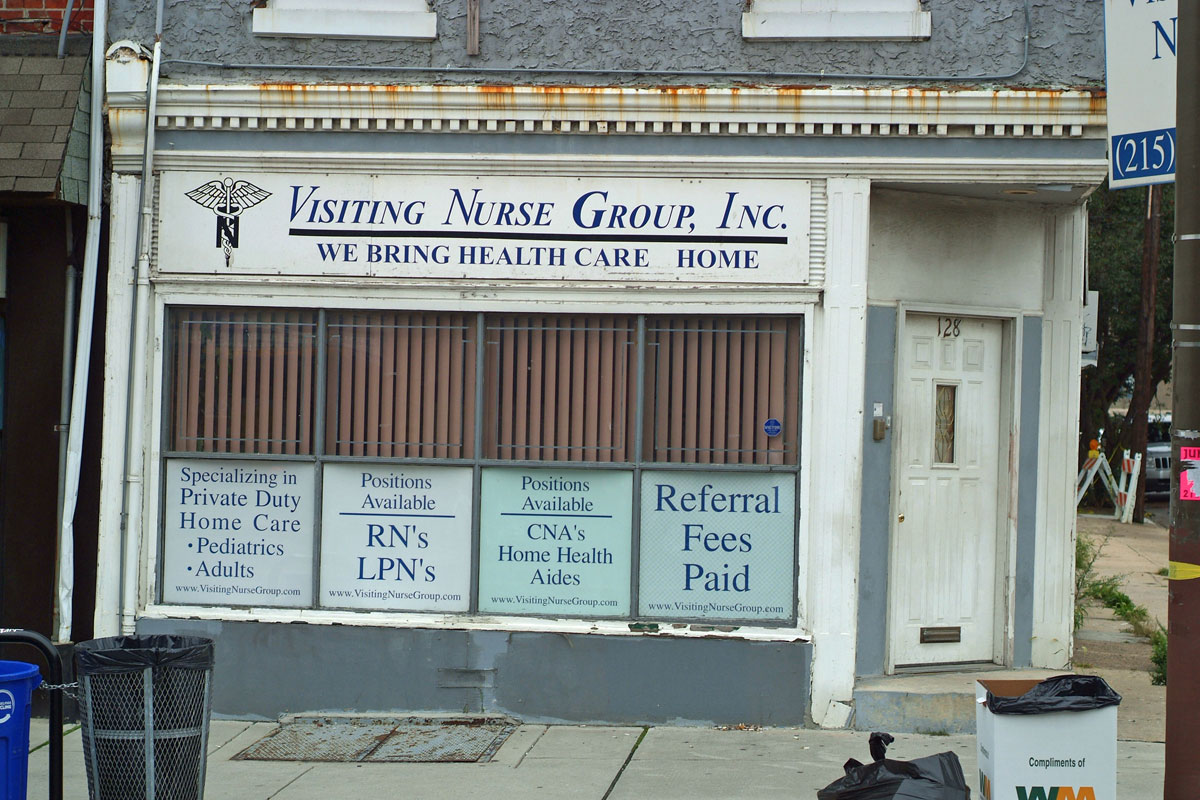 VISITING NURSE GROUP, INC.
WE BRING HEALTH CARE HOME
N
(215)
128
Specializing in
Private Duty
Home Care
• Pediatrics
• Adults
www.VisitingNurseGroup.com
Positions
Available
RN's
LPN's
www.VisitingNurseGroup.com
Positions
Available
CNA's
Home Health
Aides
www.VisitingNurseGroup.com
Referral
Fees
Paid
www.VisitingNurseGroup.com
Compliments of
WM